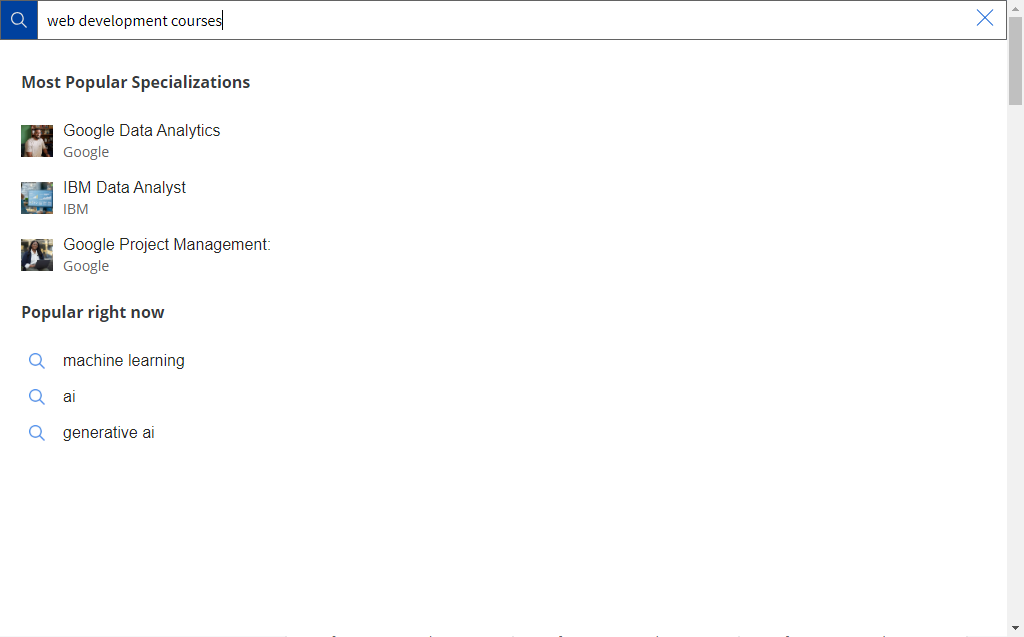 web development courses
Most Popular Specializations
Google Data Analytics
Google
IBM Data Analyst
IBM
Google Project Management:
Google
Popular right now
machine learning
ai
generative ai